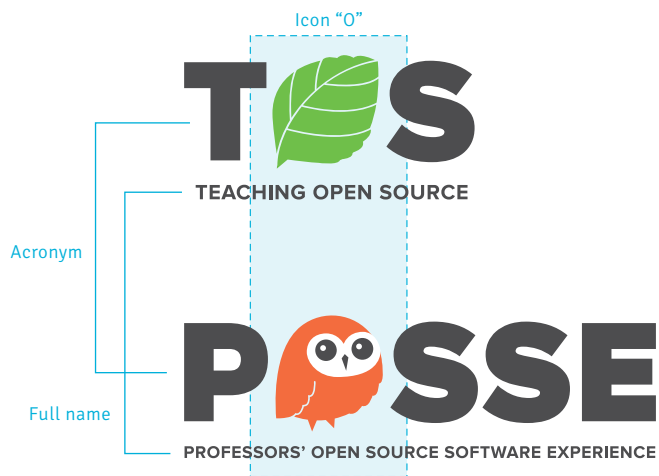 Icon “O”
T S
TEACHING OPEN SOURCE
Acronym
P SSE
Full name
PROFESSORS’ OPEN SOURCE SOFTWARE EXPERIENCE